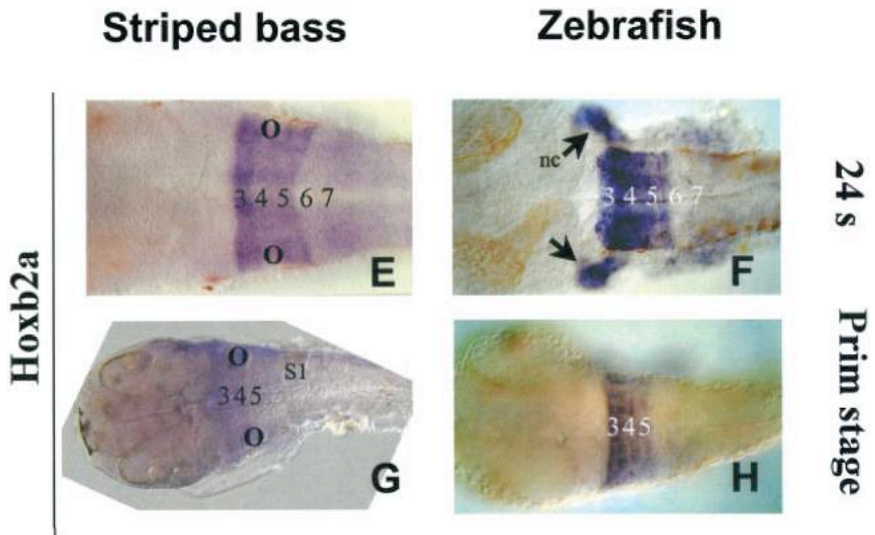 Striped bass
Zebrafish
Hoxb2a
O
3 4 5 6 7
O
E
nc
3 4 5 6 7
F
24 s
O
S1
345
O
G
345
H
Prim stage